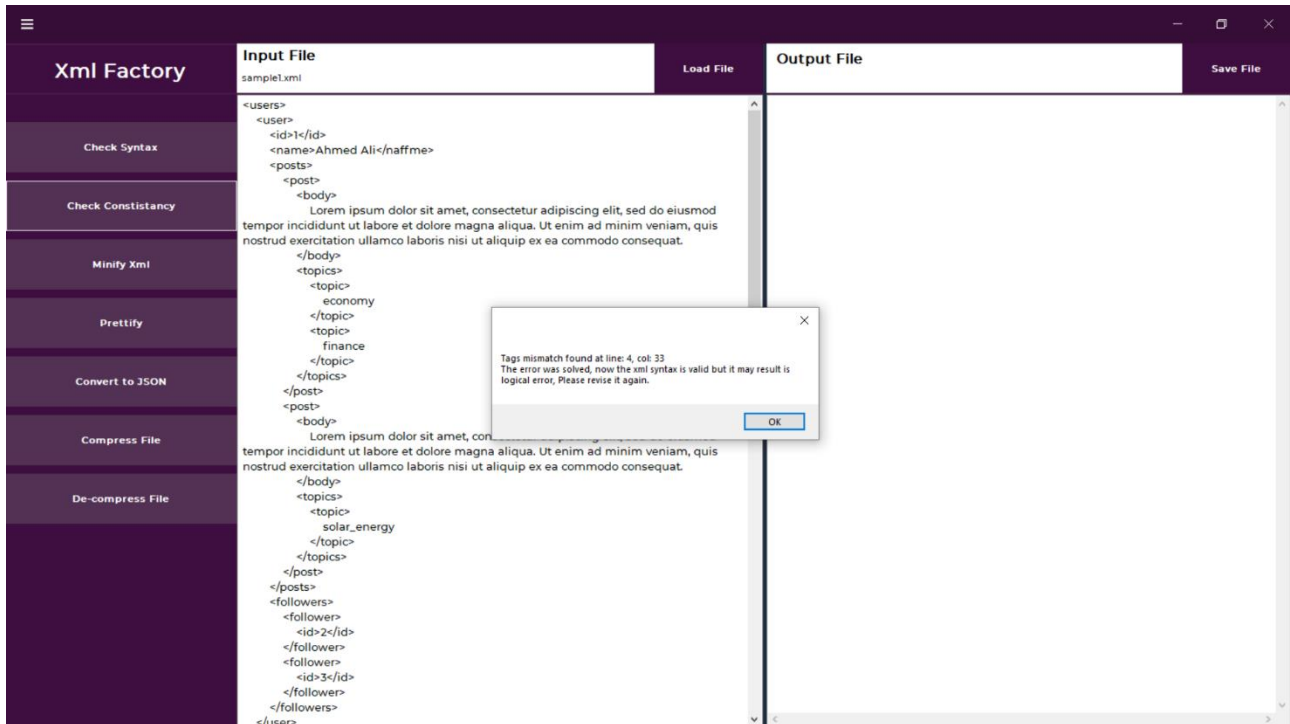 Xml Factory
Input File
sample1.xml
Load File
Output File
Save File
Check Syntax
Check Constistancy
Minify Xml
Prettify
Convert to JSON
Compress File
De-compress File
<users>
<user>
<id>1</id>
<name>Ahmed Ali</naffme>
<posts>
<post>
<body>
Lorem ipsum dolor sit amet, consectetur adipiscing elit, sed do eiusmod
tempor incididunt ut labore et dolore magna aliqua. Ut enim ad minim veniam, quis
nostrud exercitation ullamco laboris nisi ut aliquip ex ea commodo consequat.
</body>
<topics>
<topic>
economy
</topic>
<topic>
finance
</topic>
</topics>
</post>
<post>
<body>
Lorem ipsum dolor sit amet,
tempor incididunt ut labore et dolore magna aliqua. Ut enim ad minim veniam, quis
nostrud exercitation ullamco laboris nisi ut aliquip ex ea commodo consequat.
</body>
<topics>
<topic>
solar_energy
</topic>
</topics>
</post>
</posts>
<followers>
<follower>
<id>2</id>
</follower>
<follower>
<id>3</id>
</follower>
</followers>
</user>
Tags mismatch found at line: 4, col: 33
The error was solved, now the xml syntax is valid but it may result is
logical error, Please revise it again.
OK